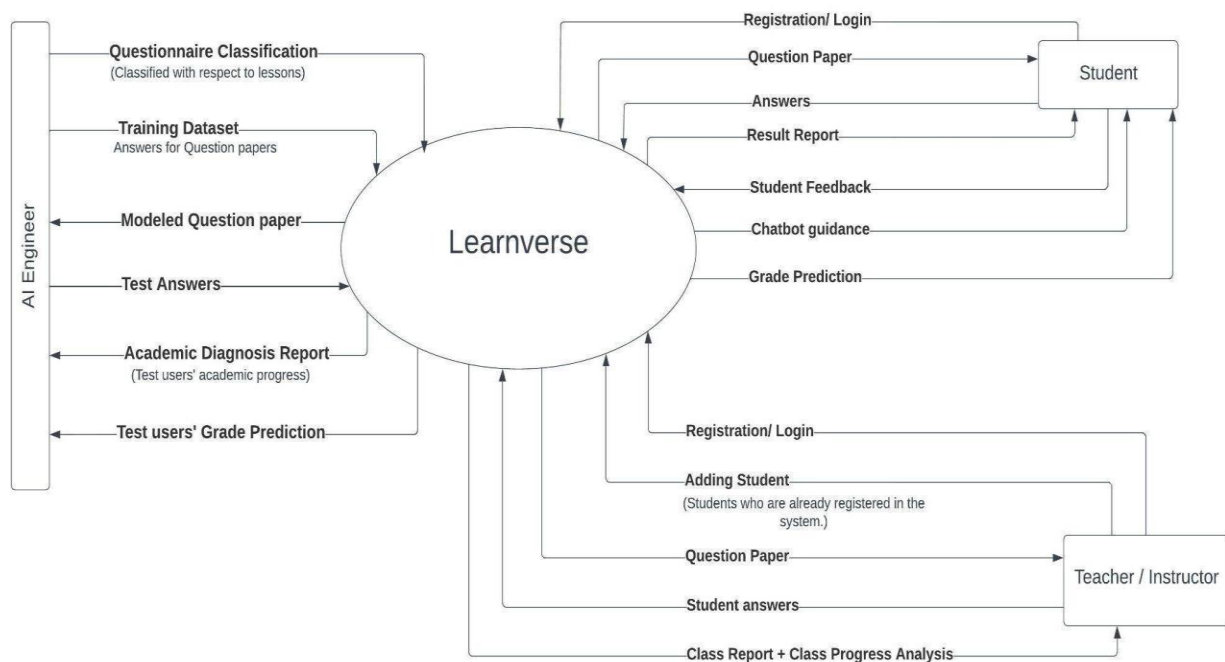 Registration/ Login
Question Paper
Student
Answers
Result Report
Student Feedback
Chatbot guidance
Grade Prediction
Questionnaire Classification
(Classified with respect to lessons)
Training Dataset
Answers for Question papers
Modeled Question paper
Test Answers
Academic Diagnosis Report
(Test users' academic progress)
Test users' Grade Prediction
AI Engineer
Learnverse
Registration/ Login
Adding Student
(Students who are already registered in the
system.)
Question Paper
Teacher / Instructor
Student answers
Class Report + Class Progress Analysis